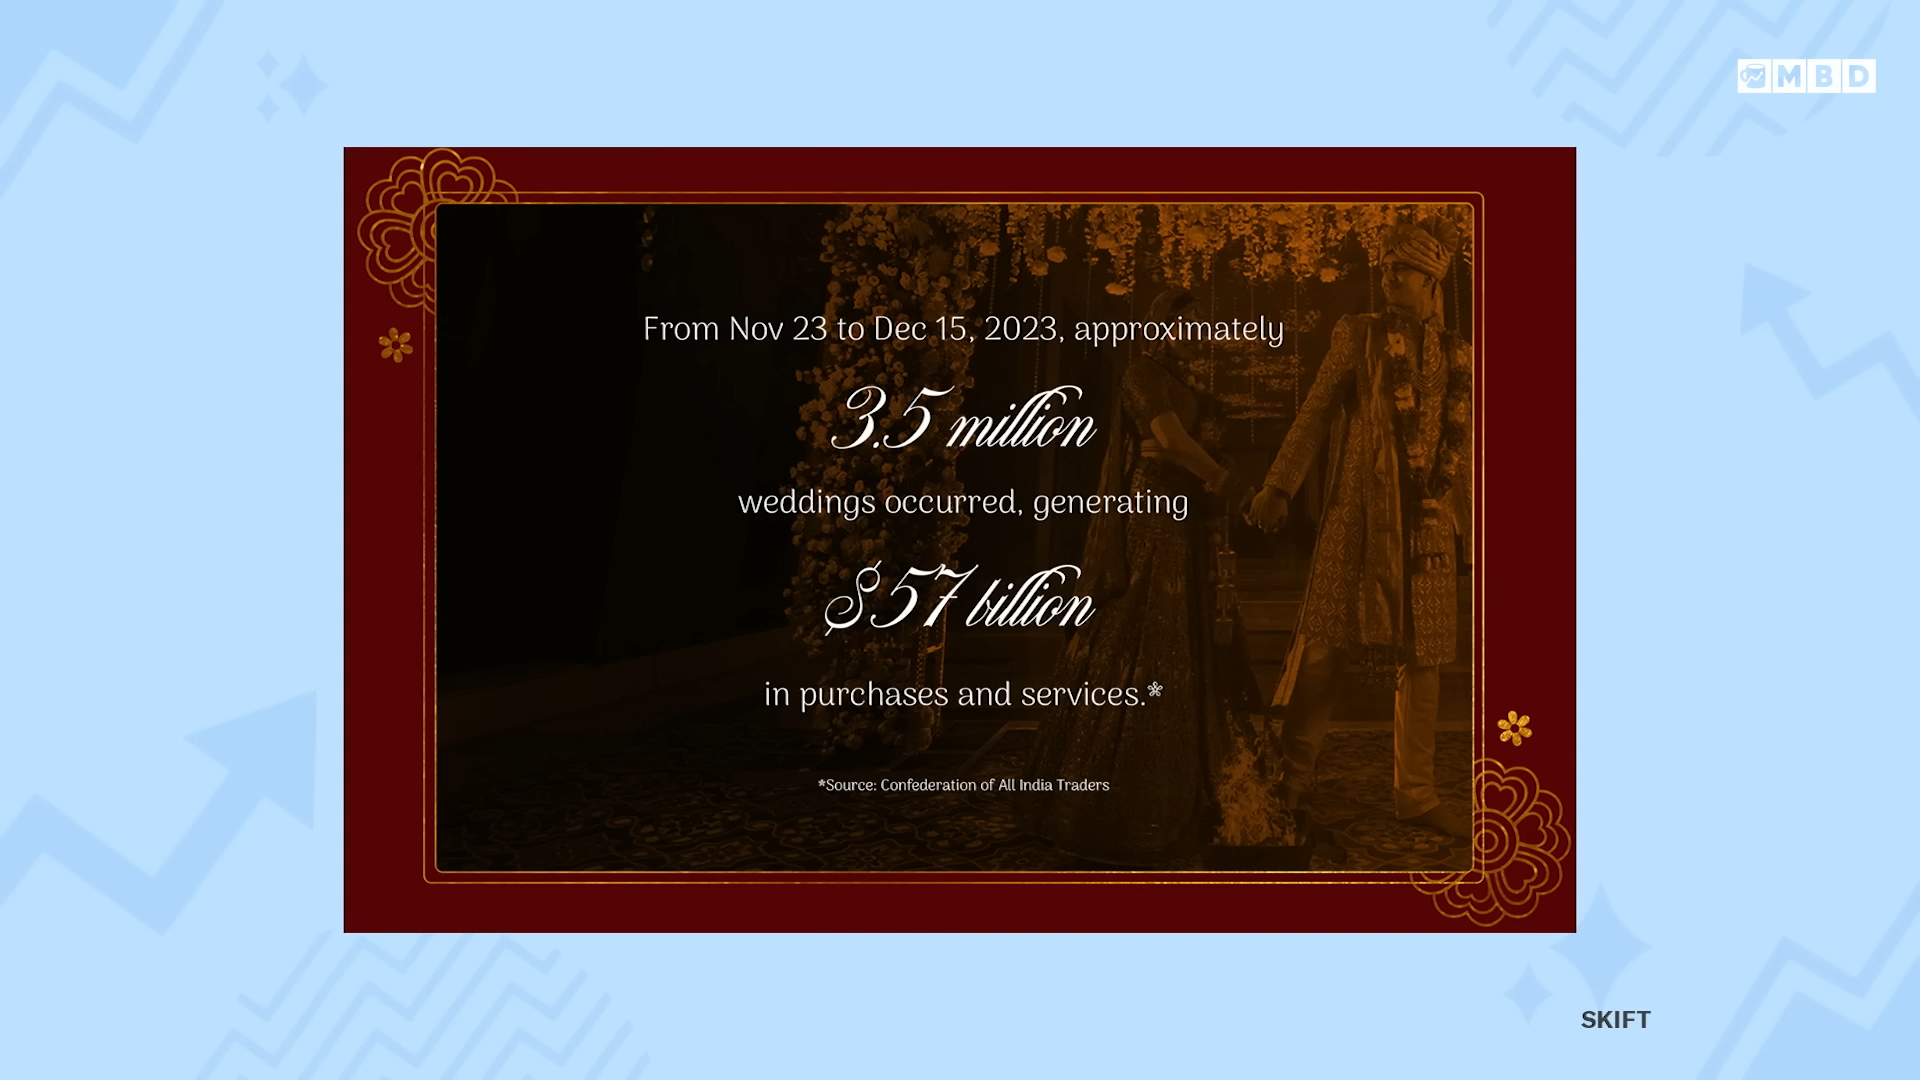 MBD
From Nov 23 to Dec 15, 2023, approximately
3.5 million
weddings occurred, generating
$57 billion
in purchases and services.*
*Source: Confederation of All India Traders
SKIFT